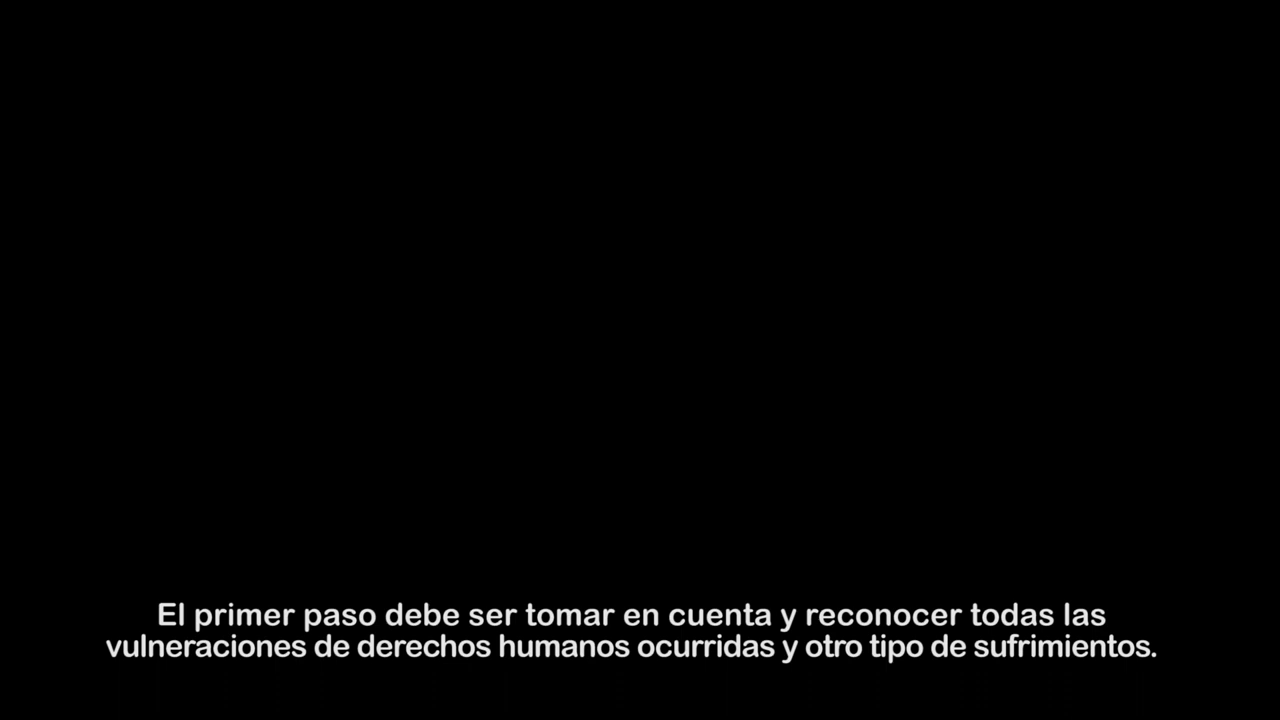 El primer paso debe ser tomar en cuenta y reconocer todas las
vulneraciones de derechos humanos ocurridas y otro tipo de sufrimientos.